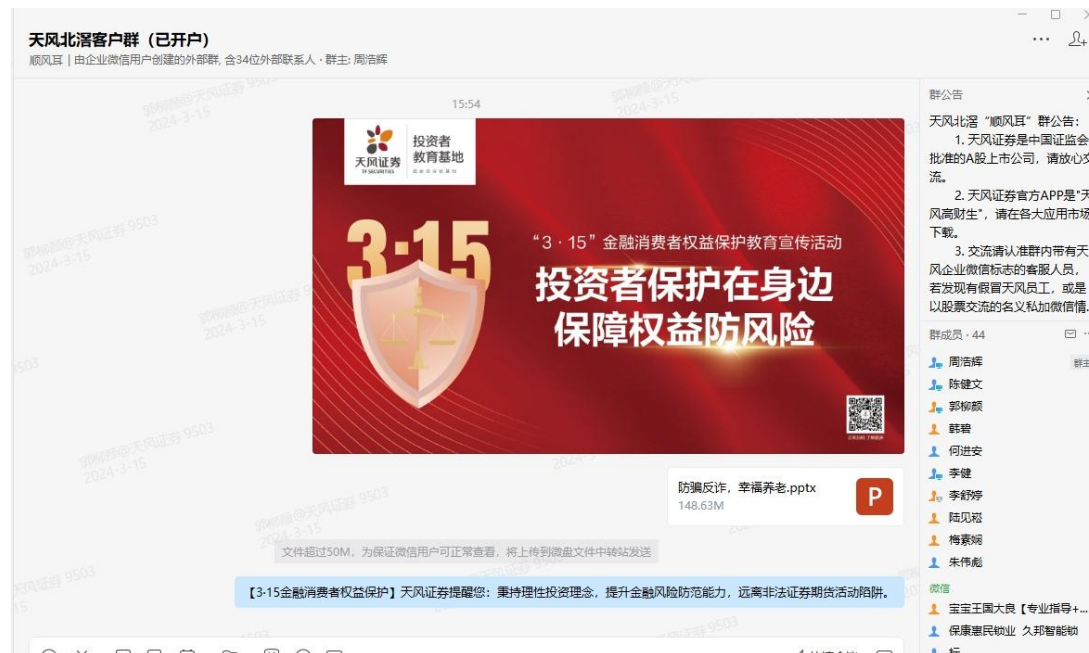 天风北滘客户群（已开户）
顺风耳 | 由企业微信用户创建的外部群, 含34位外部联系人 · 群主: 周浩辉
15:54
天风证券
TF SECURITIES
投资者
教育基地
3·15
“3·15”金融消费者权益保护教育宣传活动
投资者保护在身边
保障权益防风险
防骗反诈，幸福养老.pptx
148.63M
P
文件超过50M，为保证微信用户可正常查看，将上传到微盘文件中转站发送
【3·15金融消费者权益保护】天风证券提醒您：秉持理性投资理念，提升金融风险防范能力，远离非法证券期货活动陷阱。
群公告
天风北滘“顺风耳”群公告：
1. 天风证券是中国证监会
批准的A股上市公司，请放心交
流。
2. 天风证券官方APP是"天
风高财生"，请在各大应用市场
下载。
3. 交流请认准群内带有天
风企业微信标志的客服人员，
若发现有假冒天风员工，或是
以股票交流的名义私加微信情...
群成员 · 44
周浩辉
群主
陈健文
郭柳颜
韩碧
何进安
李健
李舒婷
陆见崧
梅素娴
朱伟彪
微信
宝宝王国大良【专业指导+...
保康惠民锁业 久邦智能锁
郭柳颜@天风证券 9503
2024-3-15